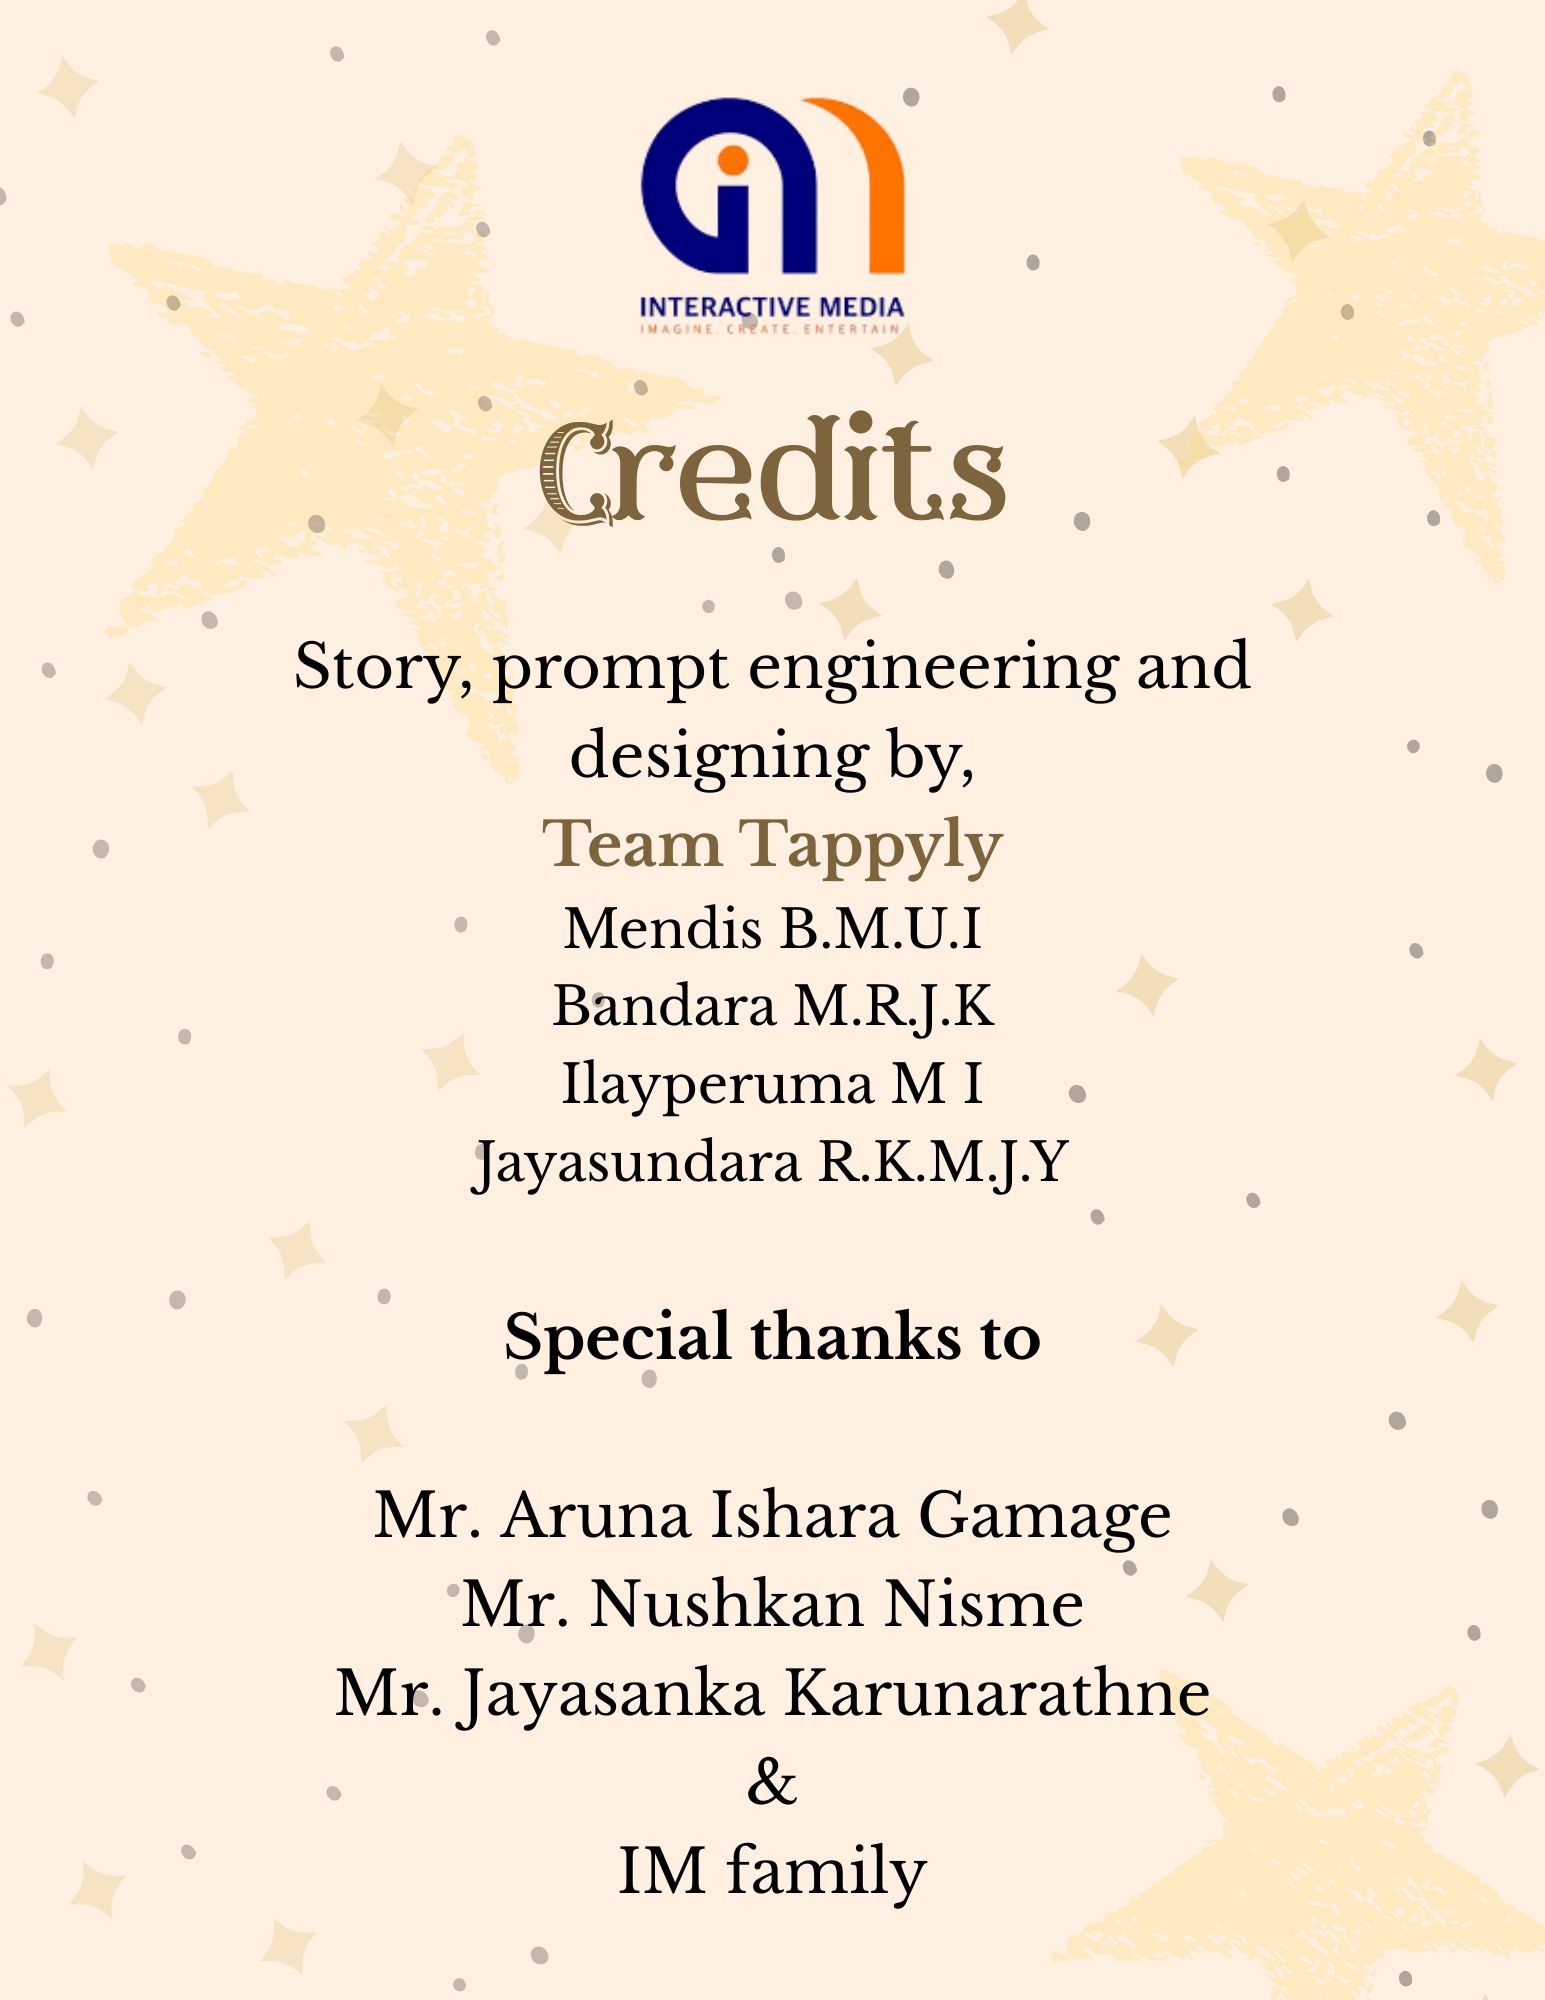 INTERACTIVE MEDIA
IMAGINE. CREATE. ENTERTAIN
Credits
Story, prompt engineering and
designing by,
Team Tappyly
Mendis B.M.U.I
Bandara M.R.J.K
Ilayperuma M I
Jayasundara R.K.M.J.Y
Special thanks to
Mr. Aruna Ishara Gamage
Mr. Nushkan Nisme
Mr. Jayasanka Karunarathne
&
IM family